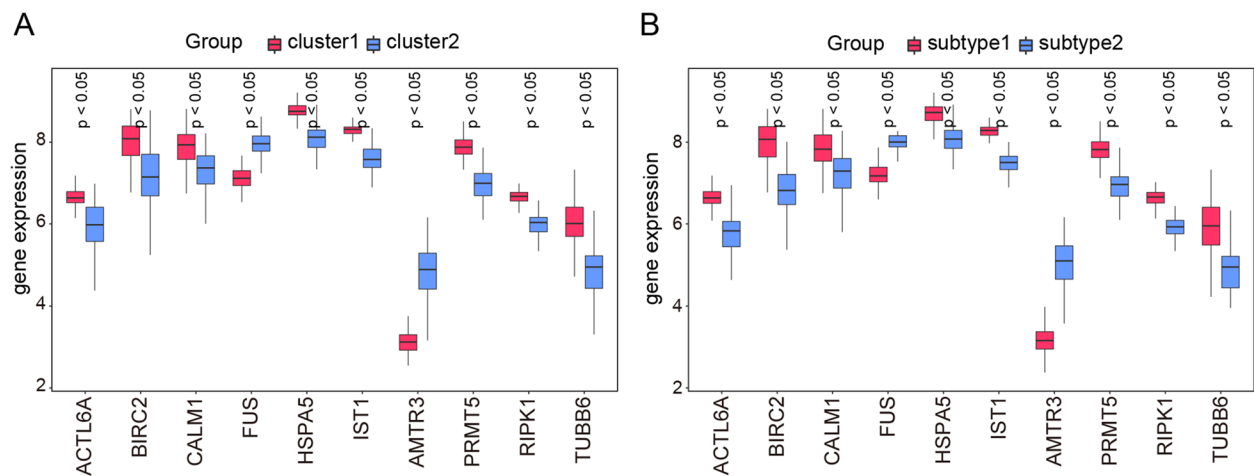 A
Group cluster1 cluster2
p < 0.05 p < 0.05 p < 0.05 p < 0.05 p < 0.05 p < 0.05 p < 0.05 p < 0.05 p < 0.05 p < 0.05
gene expression
8
6
4
2
ACTL6A BIRC2 CALM1 FUS HSPA5 IST1 AMTR3 PRMT5 RIPK1 TUBB6
B
Group subtype1 subtype2
p < 0.05 p < 0.05 p < 0.05 p < 0.05 p < 0.05 p < 0.05 p < 0.05 p < 0.05 p < 0.05 p < 0.05
gene expression
8
6
4
2
ACTL6A BIRC2 CALM1 FUS HSPA5 IST1 AMTR3 PRMT5 RIPK1 TUBB6